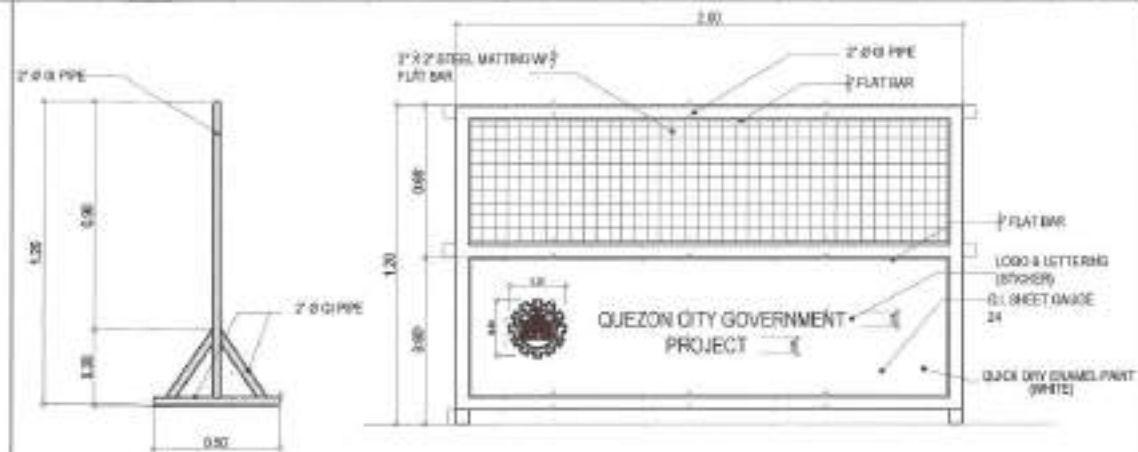 2" Ø GI PIPE
1.20
0.90
0.30
2" Ø GI PIPE
0.50
2" X 2" STEEL MATTING W/
FLAT BAR
2" Ø GI PIPE
FLAT BAR
1.20
0.60
FLAT BAR
LOGO & LETTERING
(STICKER)
G.I. SHEET GAUGE
24
QUEZON CITY GOVERNMENT
PROJECT
QUICK DRY ENAMEL PAINT
(WHITE)